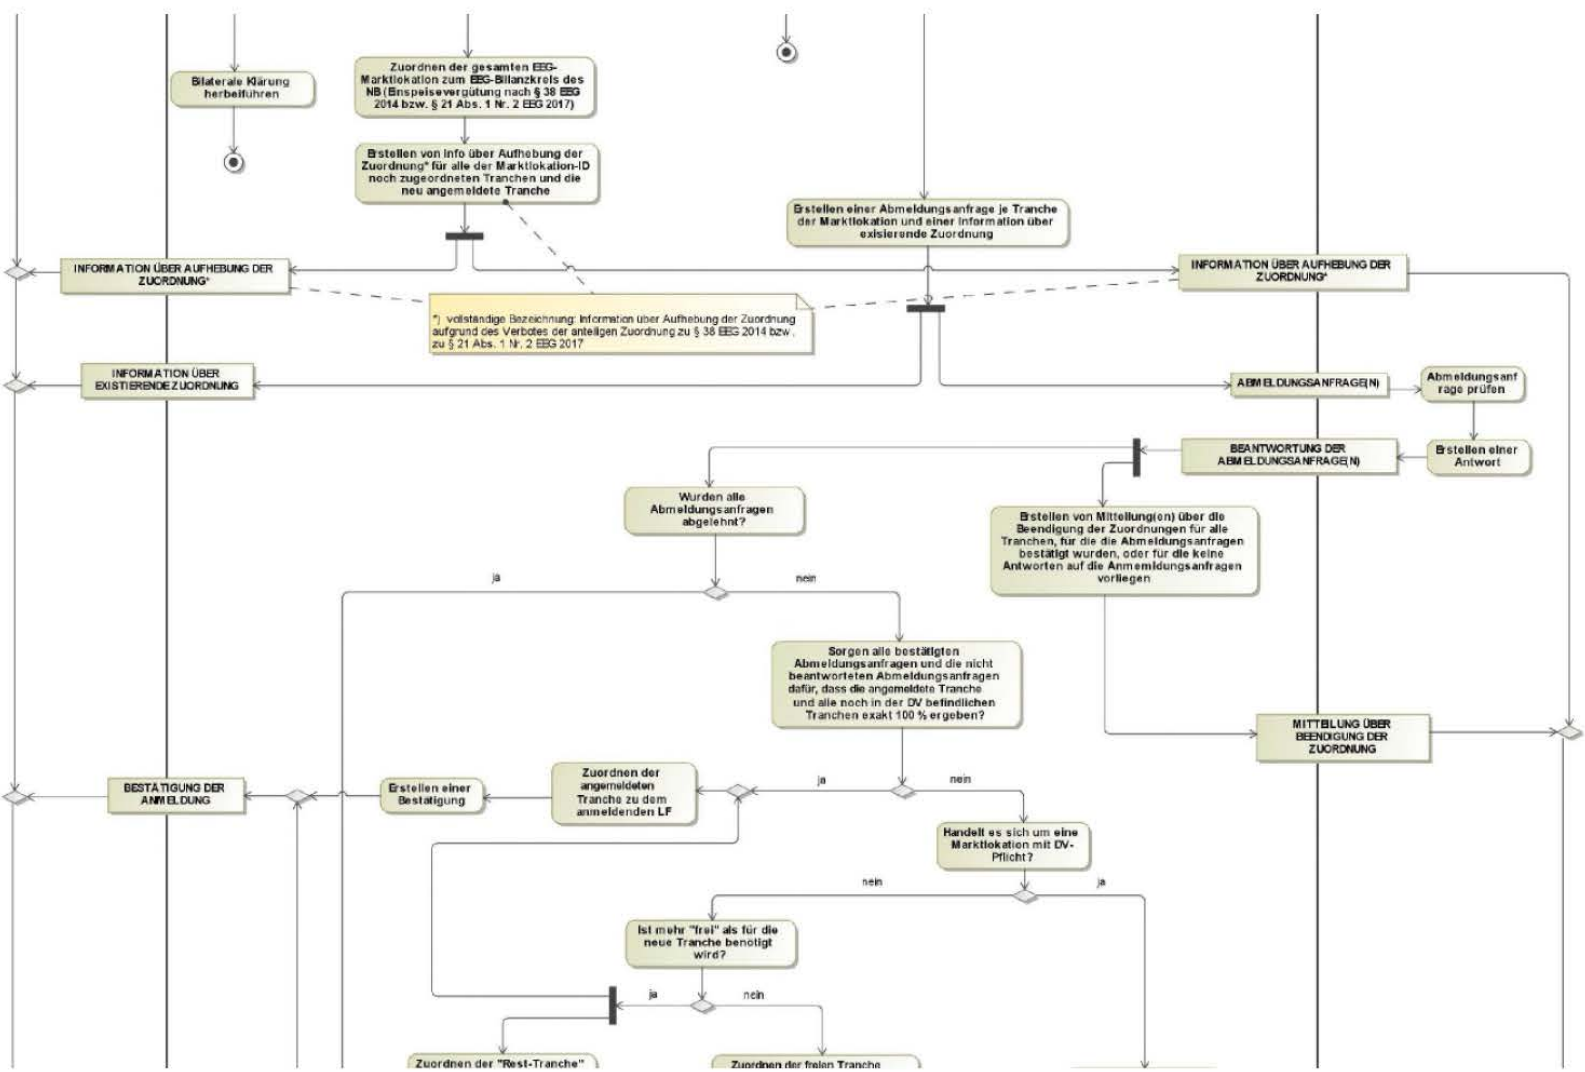 Bilaterale Klärung
herbeiführen
Zuordnen der gesamten EEG-
Marktlokation zum EEG-Bilanzkreis des
NB (Einspeisevergütung nach § 38 EEG
2014 bzw. § 21 Abs. 1 Nr. 2 EEG 2017)
Erstellen von Info über Aufhebung der
Zuordnung* für alle der Marktlokation-ID
noch zugeordneten Tranchen und die
neu angemeldete Tranche
Erstellen einer Abmeldungsanfrage je Tranche
der Marktlokation und einer Information über
exisierende Zuordnung
INFORMATION ÜBER AUFHEBUNG DER
ZUORDNUNG*
INFORMATION ÜBER AUFHEBUNG DER
ZUORDNUNG*
*) vollständige Bezeichnung: Information über Aufhebung der Zuordnung
aufgrund des Verbotes der anteiligen Zuordnung zu § 38 EEG 2014 bzw.
zu § 21 Abs. 1 Nr. 2 EEG 2017
INFORMATION ÜBER
EXISTIERENDE ZUORDNUNG
ABMELDUNGSANFRAGE(N)
Abmeldungsanf
rage prüfen
BEANTWORTUNG DER
ABMELDUNGSANFRAGE(N)
Erstellen einer
Antwort
Wurden alle
Abmeldungsanfragen
abgelehnt?
Erstellen von Mitteilung(en) über die
Beendigung der Zuordnungen für alle
Tranchen, für die die Abmeldungsanfragen
bestätigt wurden, oder für die keine
Antworten auf die Anmemldungsanfragen
vorliegen
ja
nein
Sorgen alle bestätigten
Abmeldungsanfragen und die nicht
beantworteten Abmeldungsanfragen
dafür, dass die angemeldete Tranche
und alle noch in der DV befindlichen
Tranchen exakt 100 % ergeben?
MITTEILUNG ÜBER
BEENDIGUNG DER
ZUORDNUNG
BESTÄTIGUNG DER
ANMELDUNG
Erstellen einer
Bestätigung
Zuordnen der
angemeldeten
Tranche zu dem
anmeldenden LF
ja
nein
Handelt es sich um eine
Marktlokation mit DV-
Pflicht?
nein
ja
Ist mehr "frei" als für die
neue Tranche benötigt
wird?
ja
nein
Zuordnen der "Rest-Tranche"
Zuordnen der freien Tranche